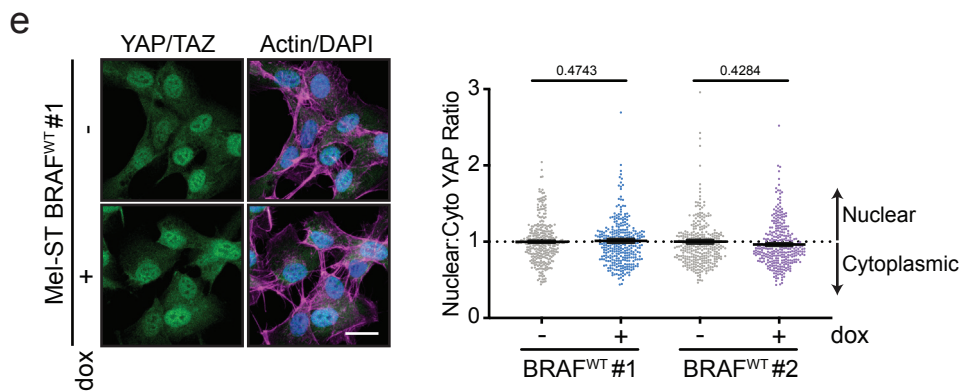 e
YAP/TAZ Actin/DAPI
Mel-ST BRAFᵂᵀ #1
-
+
dox
0.4743 0.4284
Nuclear:Cyto YAP Ratio
3
2
1
0
Nuclear
Cytoplasmic
- + - + dox
BRAFᵂᵀ #1 BRAFᵂᵀ #2